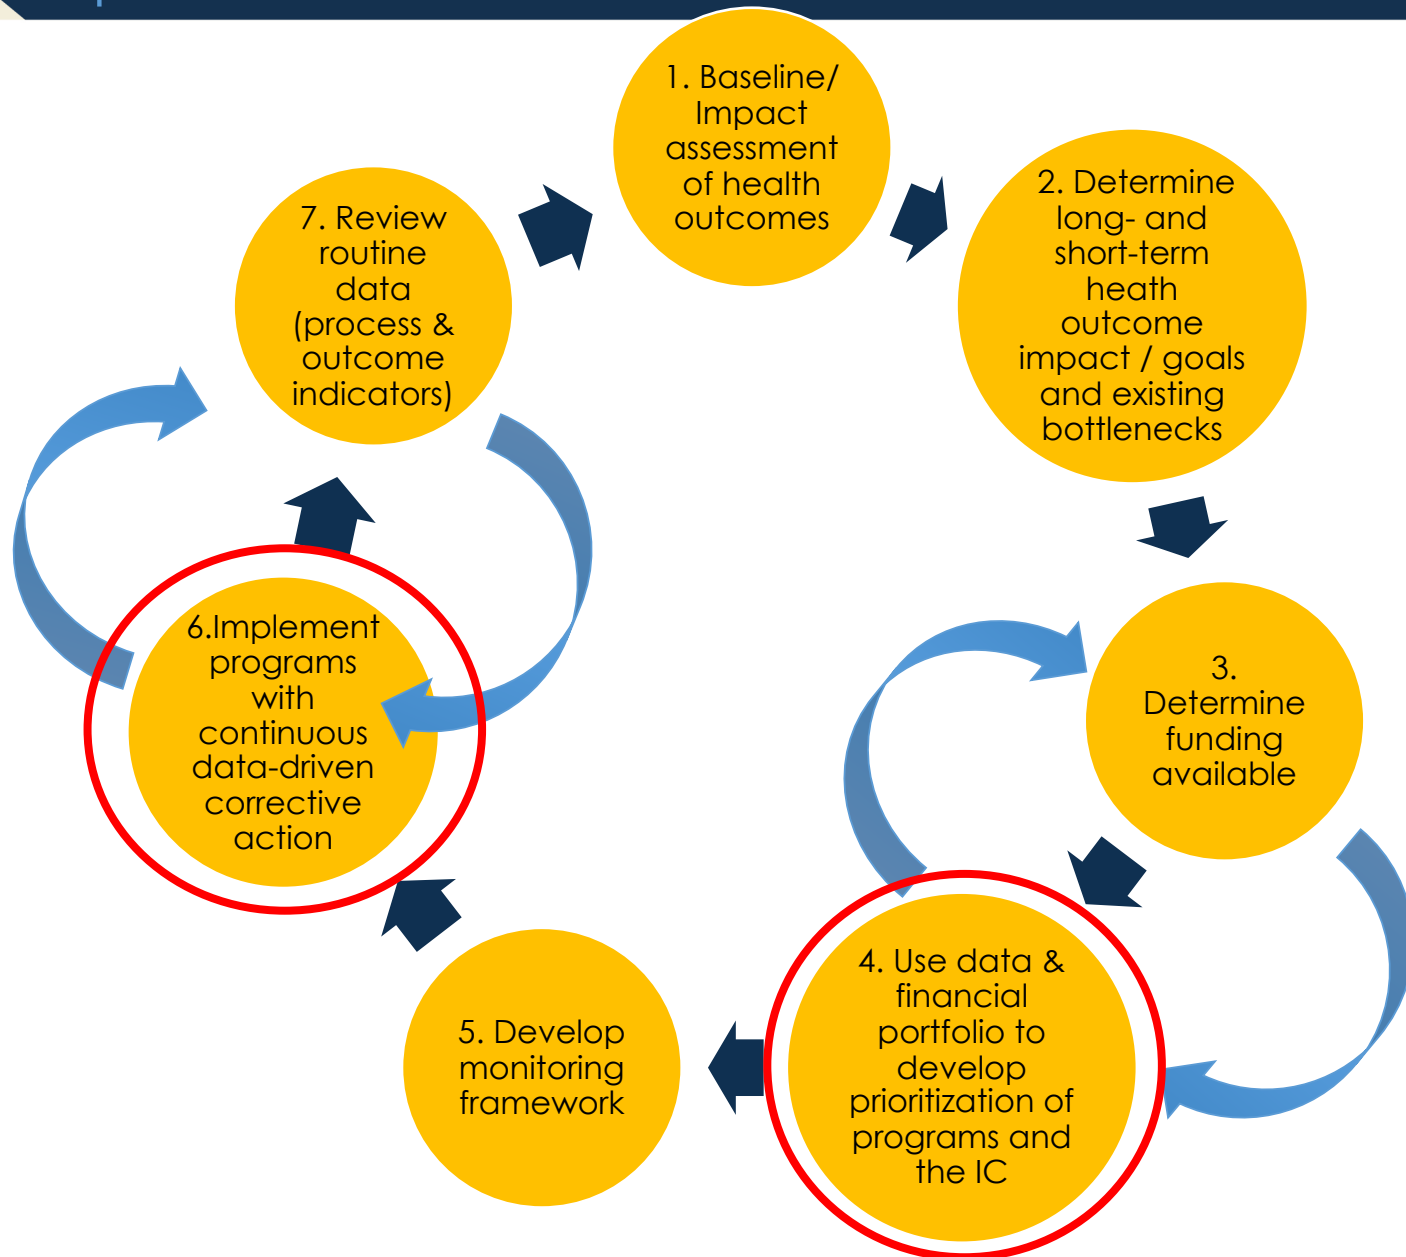 1. Baseline/
Impact
assessment
of health
outcomes
2. Determine
long- and
short-term
heath
outcome
impact / goals
and existing
bottlenecks
3.
Determine
funding
available
4. Use data &
financial
portfolio to
develop
prioritization of
programs and
the IC
5. Develop
monitoring
framework
6.Implement
programs
with
continuous
data-driven
corrective
action
7. Review
routine
data
(process &
outcome
indicators)